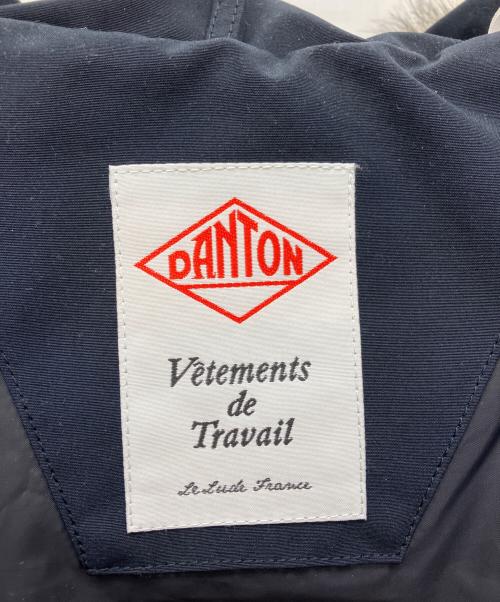 DANTON
Vêtements
de
Travail
Le Lude France